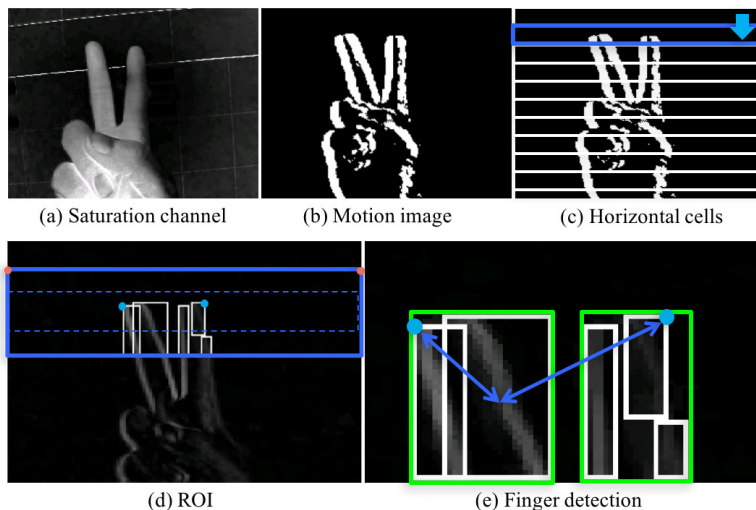 (a) Saturation channel
(b) Motion image
(c) Horizontal cells
(d) ROI
(e) Finger detection